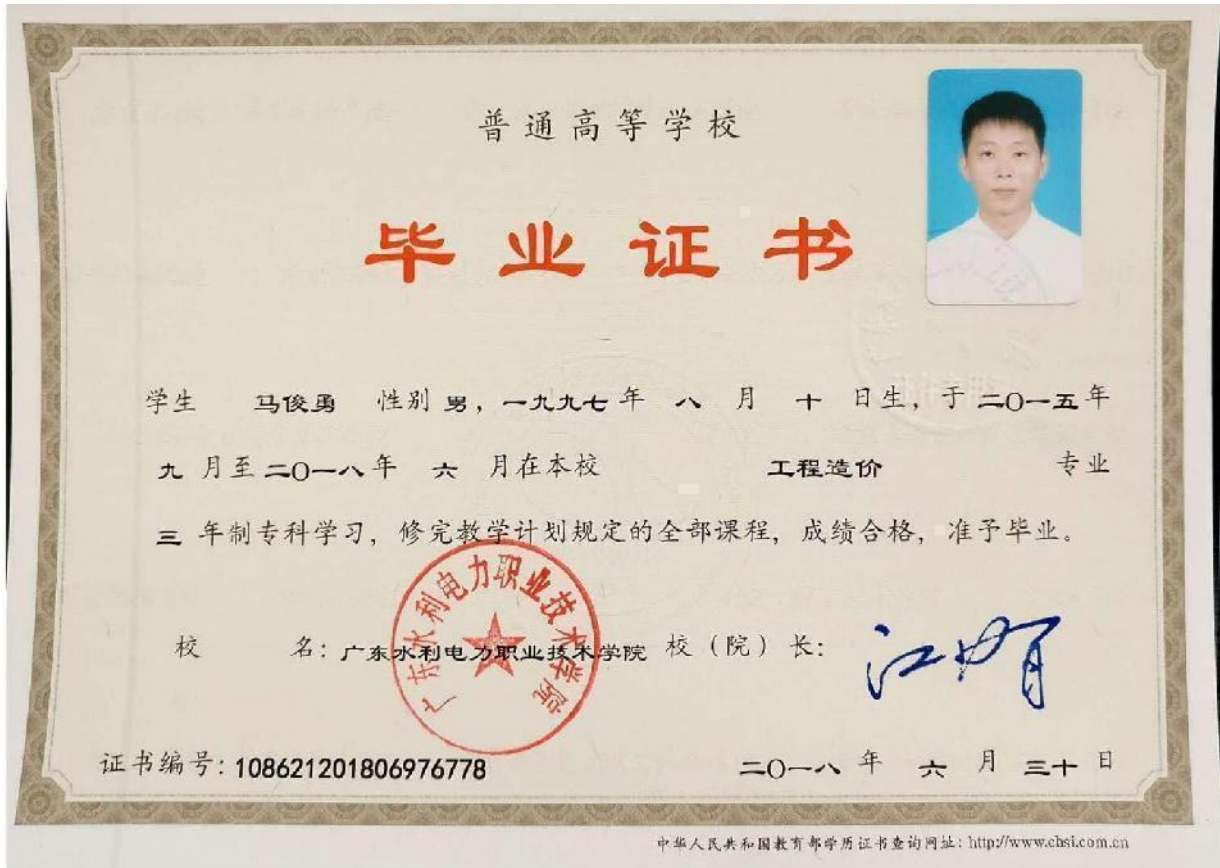 普通高等学校
毕业证书
学生 马俊勇 性别 男，一九九七 年 八 月 十 日生，于 二〇一五 年
九 月至 二〇一八 年 六 月在本校 工程造价 专业
三 年制专科学习，修完教学计划规定的全部课程，成绩合格，准予毕业。
校 名：广东水利电力职业技术学院 校（院）长：
广东水利电力职业技术学院
证书编号：108621201806976778 二〇一八 年 六 月 三十 日
中华人民共和国教育部学历证书查询网址：http://www.chsi.com.cn